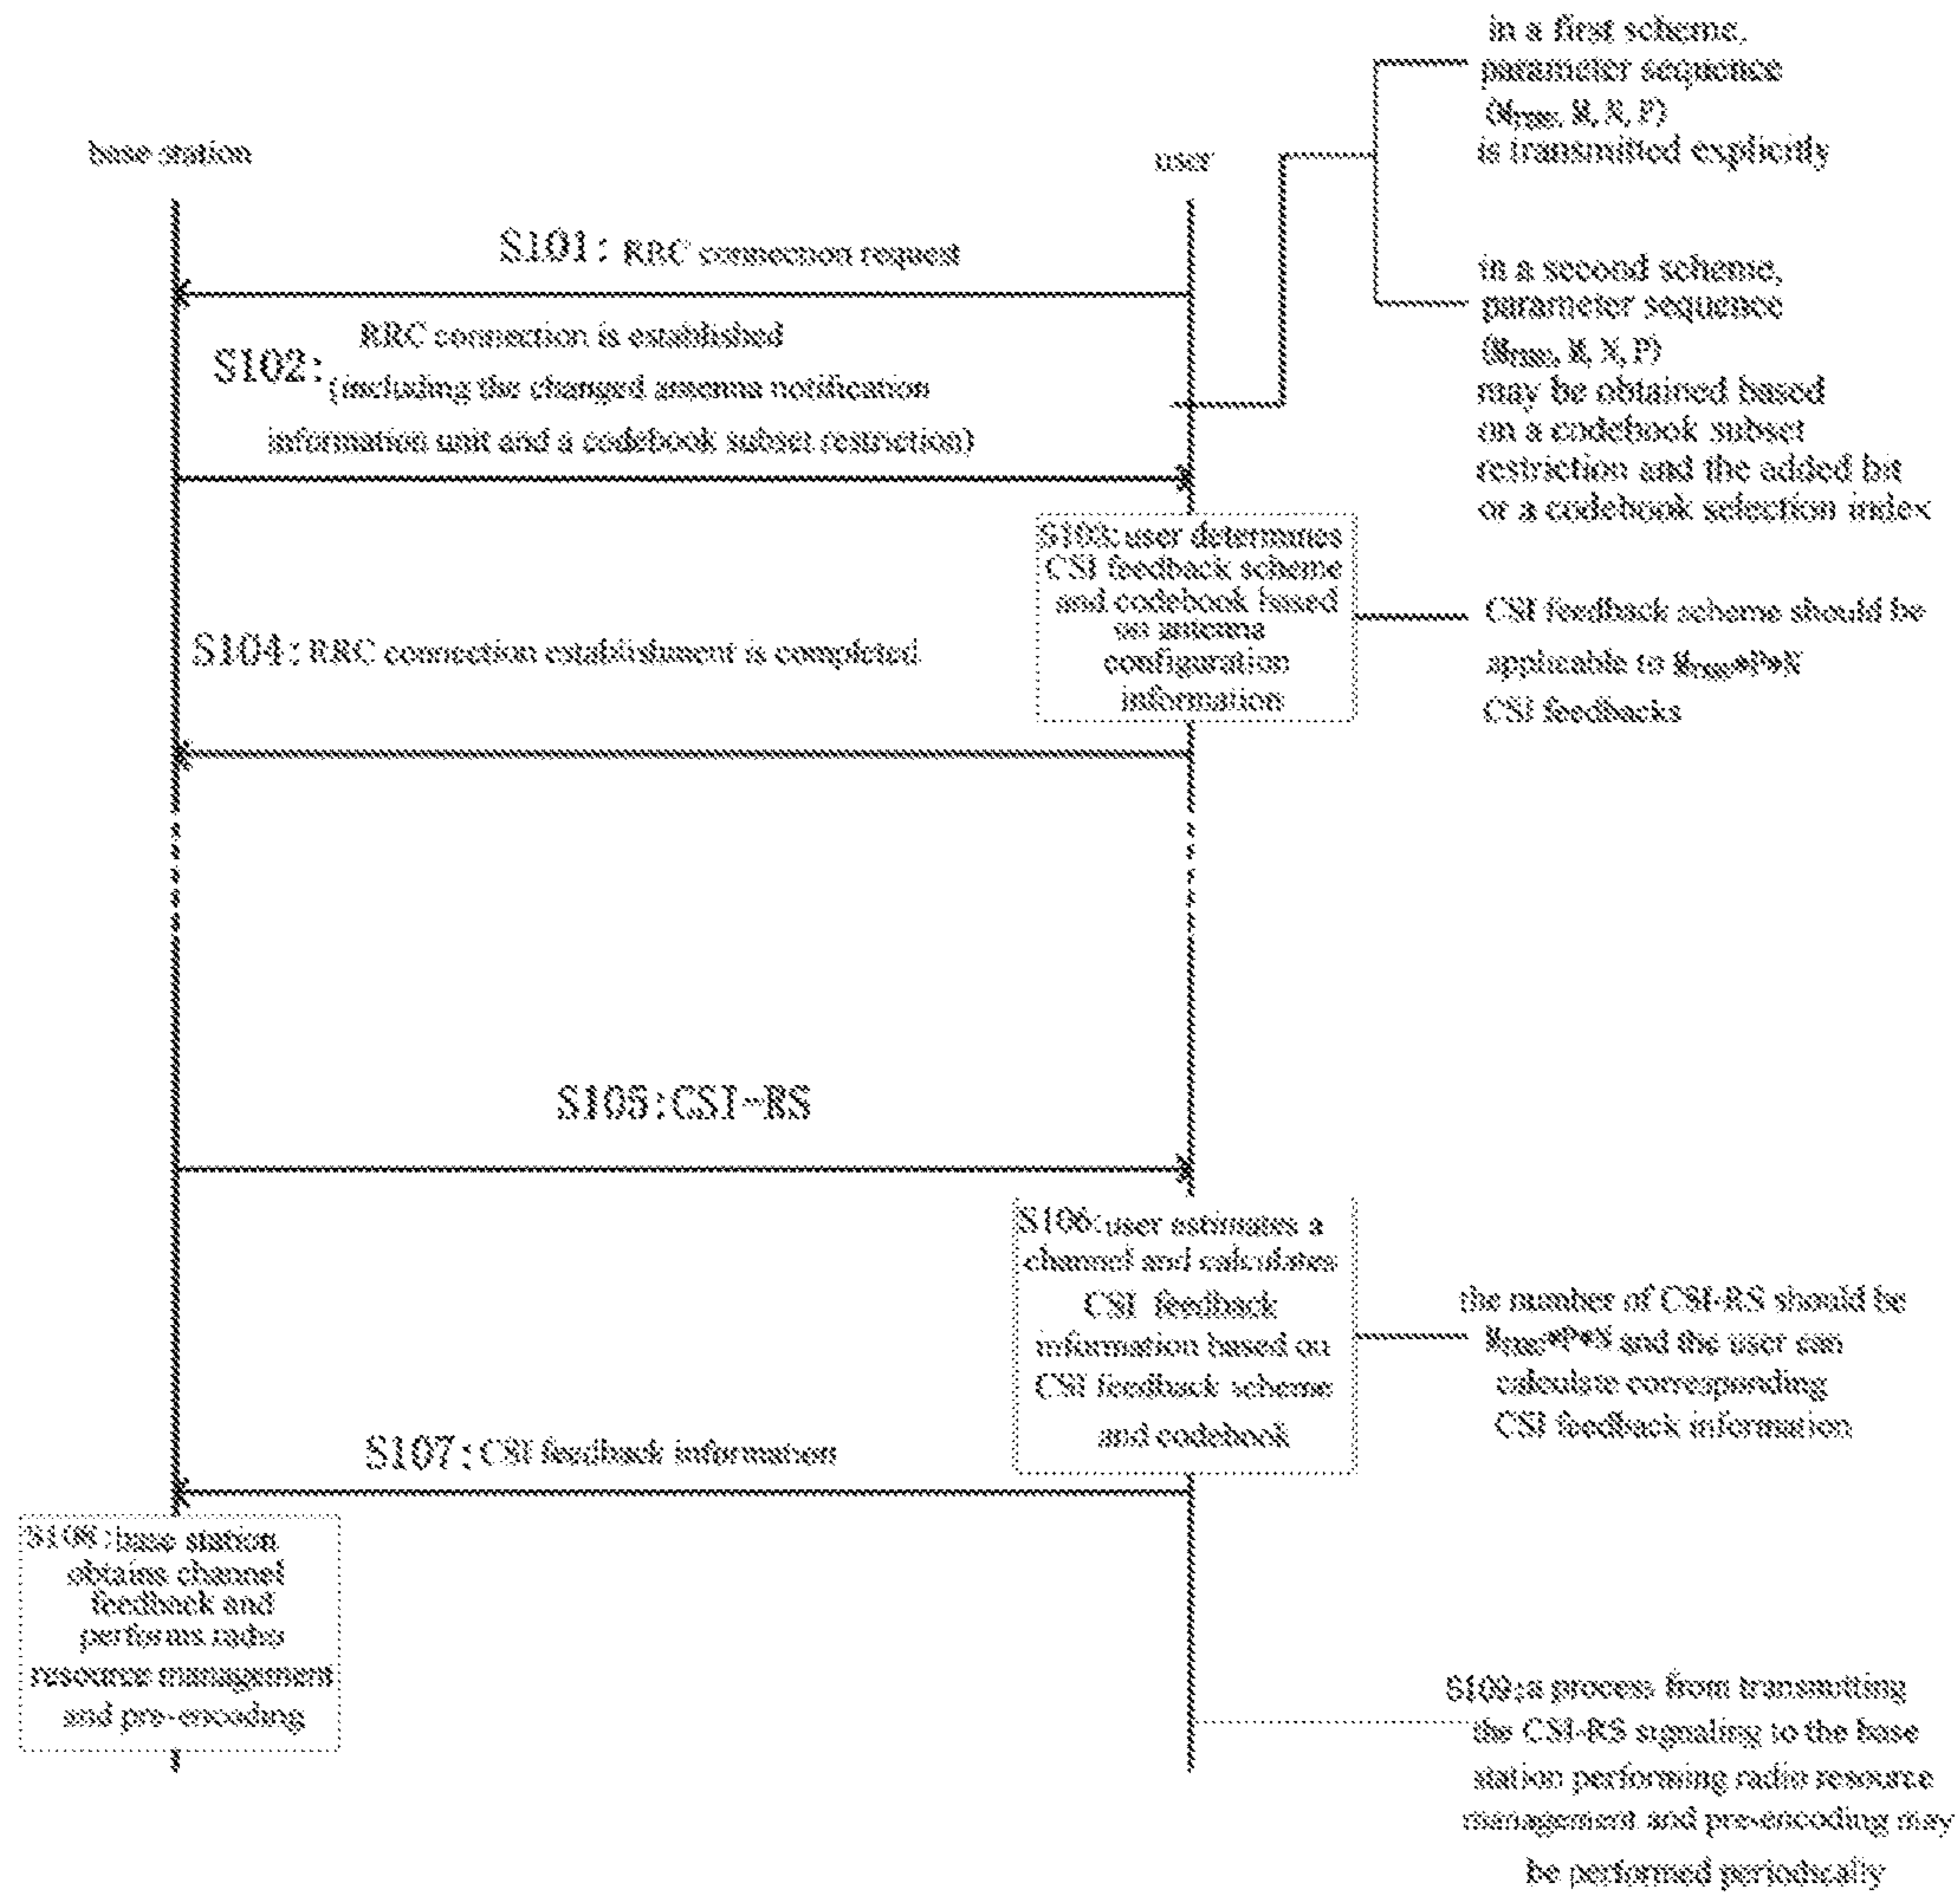 in a first scheme,
parameter sequence
is transmitted explicitly
base station
user
S101: RRC connection request
in a second scheme,
parameter sequence
may be obtained based
on a codebook subset
restriction and the added bit
or a codebook selection index
RRC connection is established
S102:
(including the changed antenna notification
information unit and a codebook subset restriction)
S103: user determines
CSI feedback scheme
and codebook based
on antenna
configuration
information
CSI feedback scheme should be
applicable to
CSI feedbacks
S104: RRC connection establishment is completed
S105:CSI-RS
S106: user estimates a
channel and calculates
CSI feedback
information based on
CSI feedback scheme
and codebook
the number of CSI-RS should be
and the user can
calculate corresponding
CSI feedback information
S107: CSI feedback information
S108: base station
obtains channel
feedback and
performs radio
resource management
and pre-encoding
S109: a process from transmitting
the CSI-RS signaling to the base
station performing radio resource
management and pre-encoding may
be performed periodically